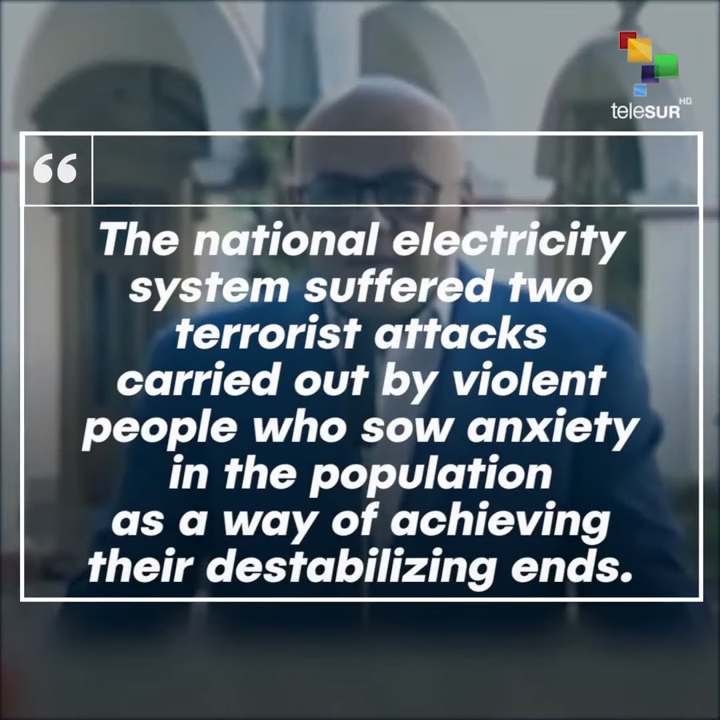 teleSUR HD
“
The national electricity
system suffered two
terrorist attacks
carried out by violent
people who sow anxiety
in the population
as a way of achieving
their destabilizing ends.